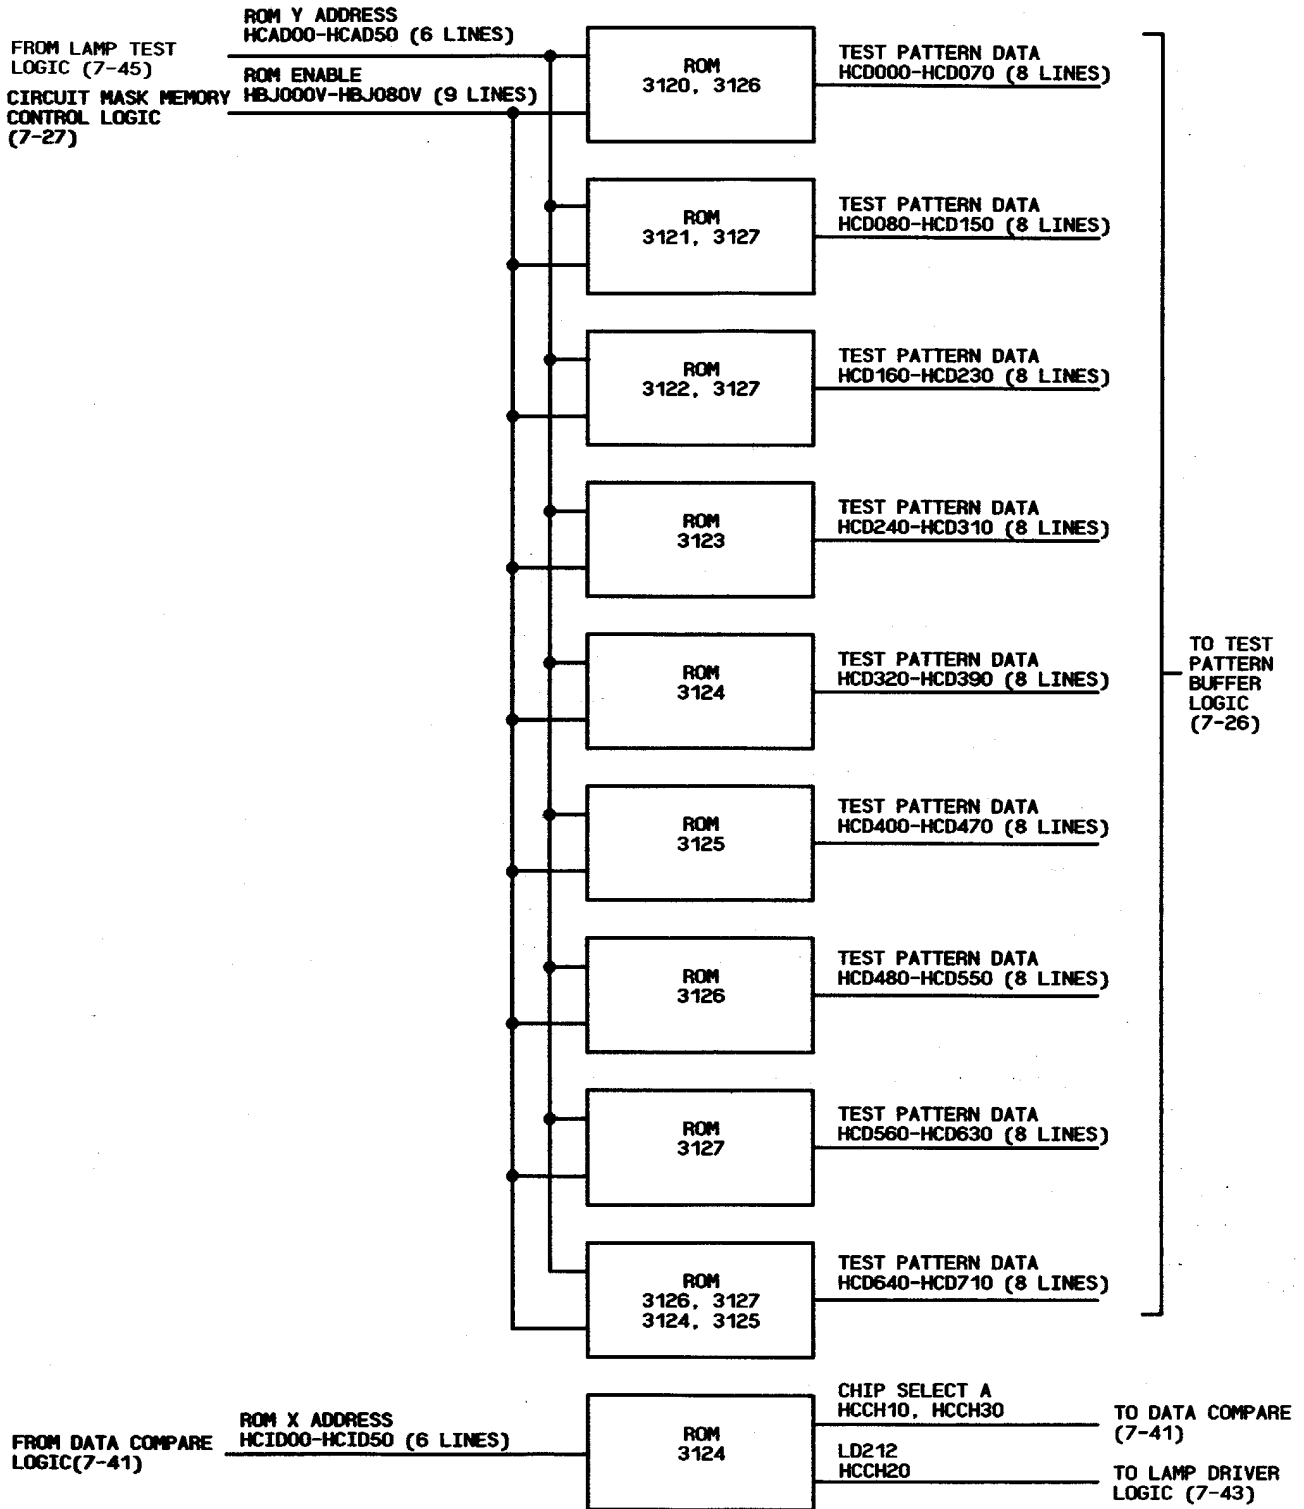 ROM Y ADDRESS
HCAD00-HCAD50 (6 LINES)
FROM LAMP TEST
LOGIC (7-45)
ROM ENABLE
HBJ000V-HBJ080V (9 LINES)
CIRCUIT MASK MEMORY
CONTROL LOGIC
(7-27)
ROM
3120, 3126
TEST PATTERN DATA
HCD000-HCD070 (8 LINES)
ROM
3121, 3127
TEST PATTERN DATA
HCD080-HCD150 (8 LINES)
ROM
3122, 3127
TEST PATTERN DATA
HCD160-HCD230 (8 LINES)
ROM
3123
TEST PATTERN DATA
HCD240-HCD310 (8 LINES)
ROM
3124
TEST PATTERN DATA
HCD320-HCD390 (8 LINES)
TO TEST
PATTERN
BUFFER
LOGIC
(7-26)
ROM
3125
TEST PATTERN DATA
HCD400-HCD470 (8 LINES)
ROM
3126
TEST PATTERN DATA
HCD480-HCD550 (8 LINES)
ROM
3127
TEST PATTERN DATA
HCD560-HCD630 (8 LINES)
ROM
3126, 3127
3124, 3125
TEST PATTERN DATA
HCD640-HCD710 (8 LINES)
FROM DATA COMPARE
LOGIC(7-41)
ROM X ADDRESS
HCID00-HCID50 (6 LINES)
ROM
3124
CHIP SELECT A
HCCH10, HCCH30
TO DATA COMPARE
(7-41)
LD212
HCCH20
TO LAMP DRIVER
LOGIC (7-43)